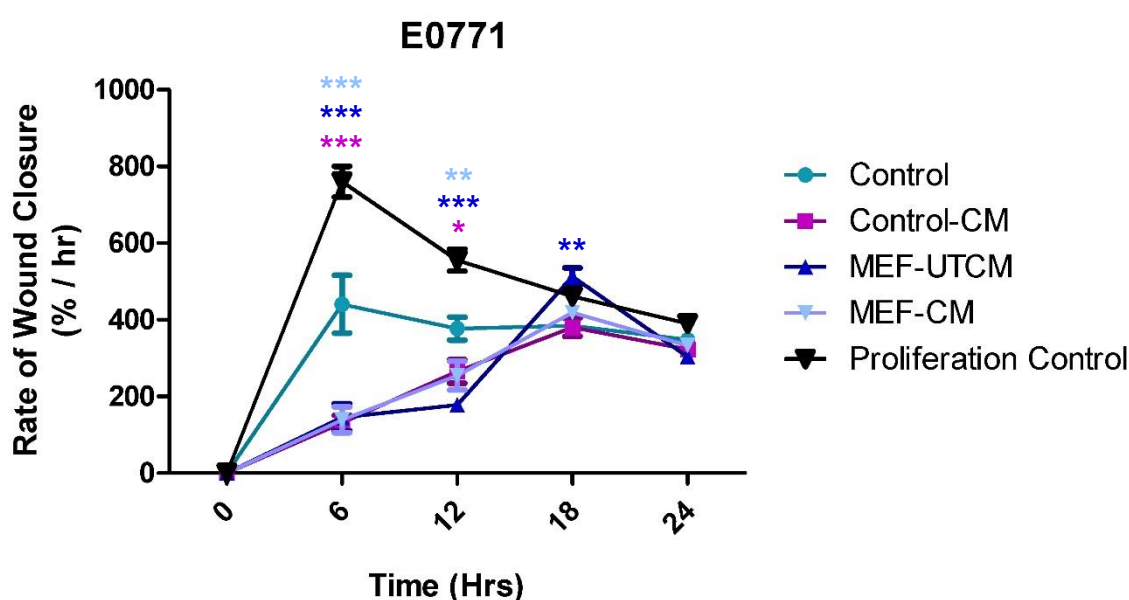 E0771
Rate of Wound Closure
(% / hr)
1000
800
600
400
200
0
***
***
***
**
***
*
**
0
6
12
18
24
Time (Hrs)
Control
Control-CM
MEF-UTCM
MEF-CM
Proliferation Control